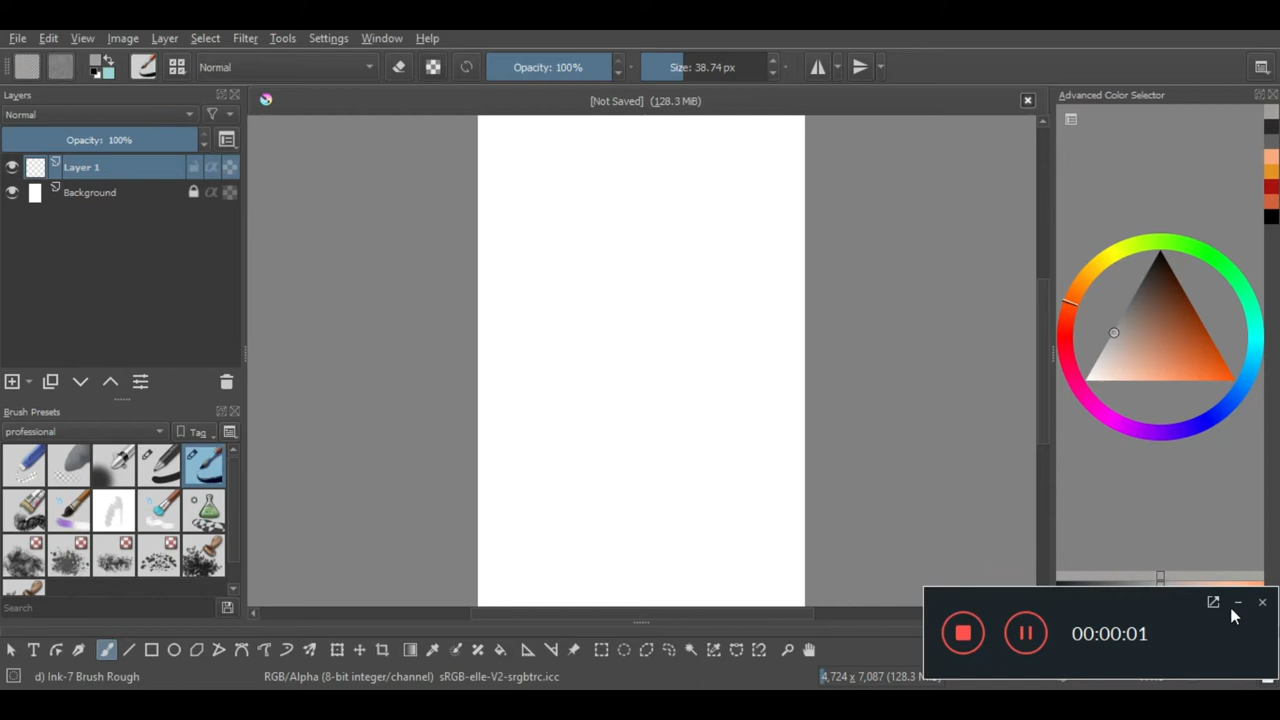 File Edit View Image Layer Select Filter Tools Settings Window Help
Normal Opacity: 100% Size: 38.74 px
Layers
Normal
Opacity: 100%
Layer 1
Background
[Not Saved] (128.3 MiB)
Advanced Color Selector
Brush Presets
professional Tag
Search
00:00:01
d) Ink-7 Brush Rough RGB/Alpha (8-bit integer/channel) sRGB-elle-V2-srgbtrc.icc 4,724 x 7,087 (128.3